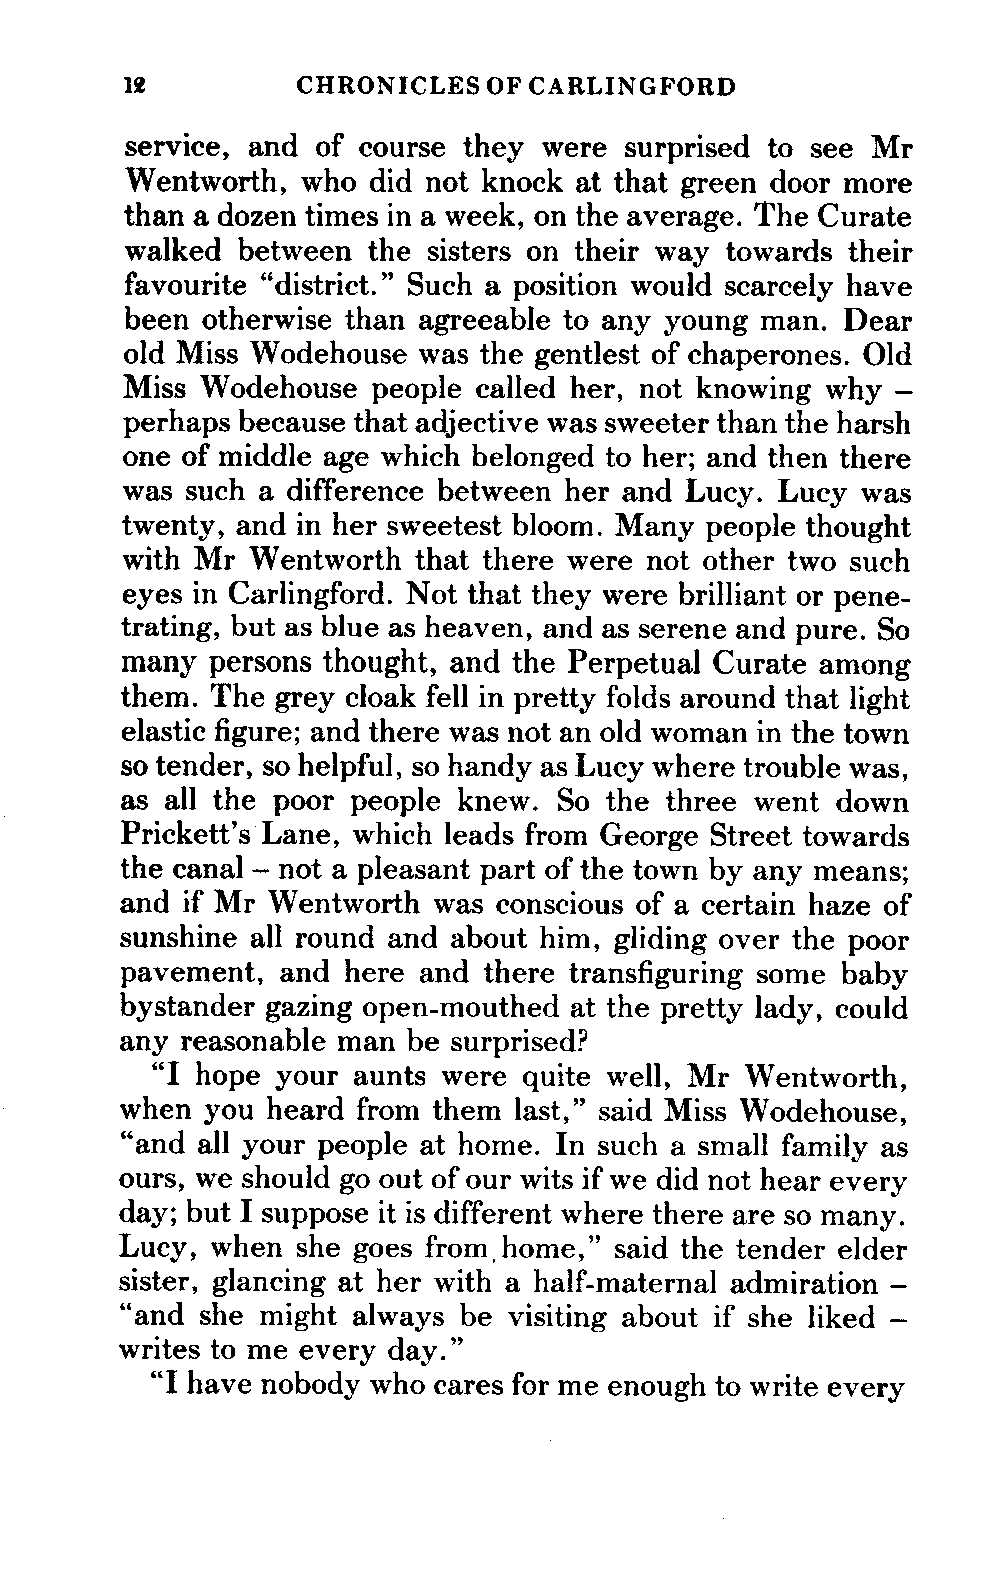 12 CHRONICLES OF CARLINGFORD
service, and of course they were surprised to see Mr
Wentworth, who did not knock at that green door more
than a dozen times in a week, on the average. The Curate
walked between the sisters on their way towards their
favourite “district.” Such a position would scarcely have
been otherwise than agreeable to any young man. Dear
old Miss Wodehouse was the gentlest of chaperones. Old
Miss Wodehouse people called her, not knowing why –
perhaps because that adjective was sweeter than the harsh
one of middle age which belonged to her; and then there
was such a difference between her and Lucy. Lucy was
twenty, and in her sweetest bloom. Many people thought
with Mr Wentworth that there were not other two such
eyes in Carlingford. Not that they were brilliant or pene-
trating, but as blue as heaven, and as serene and pure. So
many persons thought, and the Perpetual Curate among
them. The grey cloak fell in pretty folds around that light
elastic figure; and there was not an old woman in the town
so tender, so helpful, so handy as Lucy where trouble was,
as all the poor people knew. So the three went down
Prickett’s Lane, which leads from George Street towards
the canal – not a pleasant part of the town by any means;
and if Mr Wentworth was conscious of a certain haze of
sunshine all round and about him, gliding over the poor
pavement, and here and there transfiguring some baby
bystander gazing open-mouthed at the pretty lady, could
any reasonable man be surprised?
“I hope your aunts were quite well, Mr Wentworth,
when you heard from them last,” said Miss Wodehouse,
“and all your people at home. In such a small family as
ours, we should go out of our wits if we did not hear every
day; but I suppose it is different where there are so many.
Lucy, when she goes from home,” said the tender elder
sister, glancing at her with a half-maternal admiration –
“and she might always be visiting about if she liked –
writes to me every day.”
“I have nobody who cares for me enough to write every